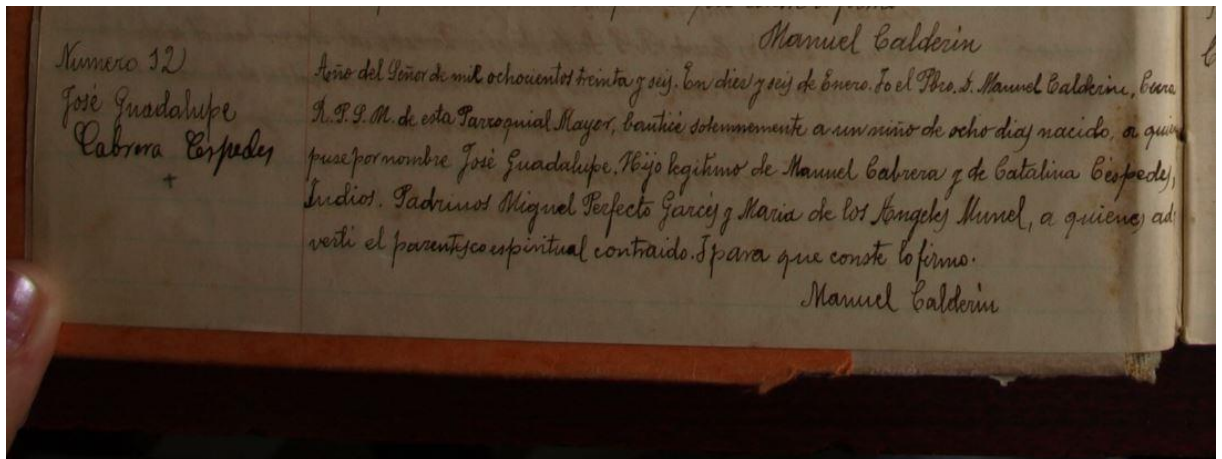 Manuel Calderin
Numero 32
José Guadalupe
Cabrera Cespedes
+
Año del Señor de mil ochocientos treinta y seis. En dies y seis de Enero. Yo el Pbro. D. Manuel Calderin, Cura
R. P. P. M. de esta Parroquial Mayor, bauticé solemnemente a un niño de ocho dias nacido, a quien
puse por nombre José Guadalupe. Hijo legitimo de Manuel Cabrera y de Catalina Céspedes,
Indios. Padrinos Miguel Perfecto Garcés y Maria de los Angeles Munel, a quienes ad-
verti el parentesco espiritual contraido. I para que conste lo firmo.
Manuel Calderin